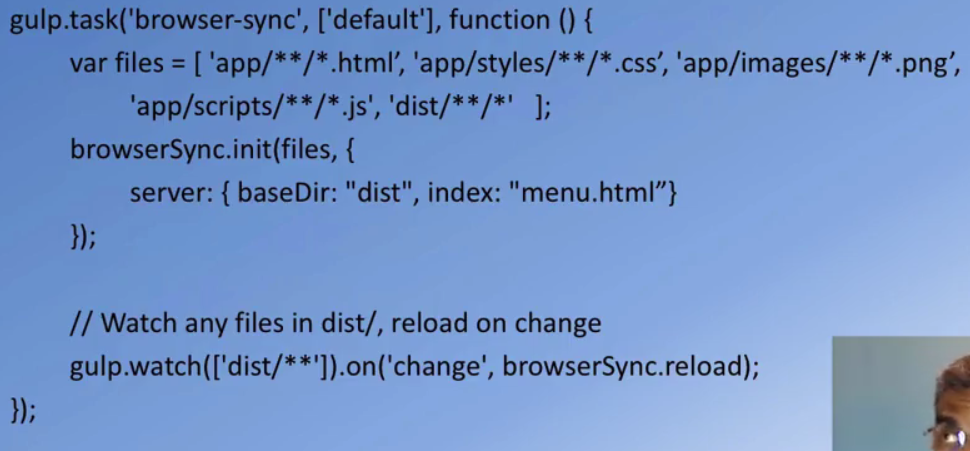 gulp.task('browser-sync', ['default'], function () {
var files = [ 'app/**/*.html’, 'app/styles/**/*.css’, 'app/images/**/*.png’,
'app/scripts/**/*.js', 'dist/**/*' ];
browserSync.init(files, {
server: { baseDir: "dist", index: "menu.html”}
});
// Watch any files in dist/, reload on change
gulp.watch(['dist/**']).on('change', browserSync.reload);
});